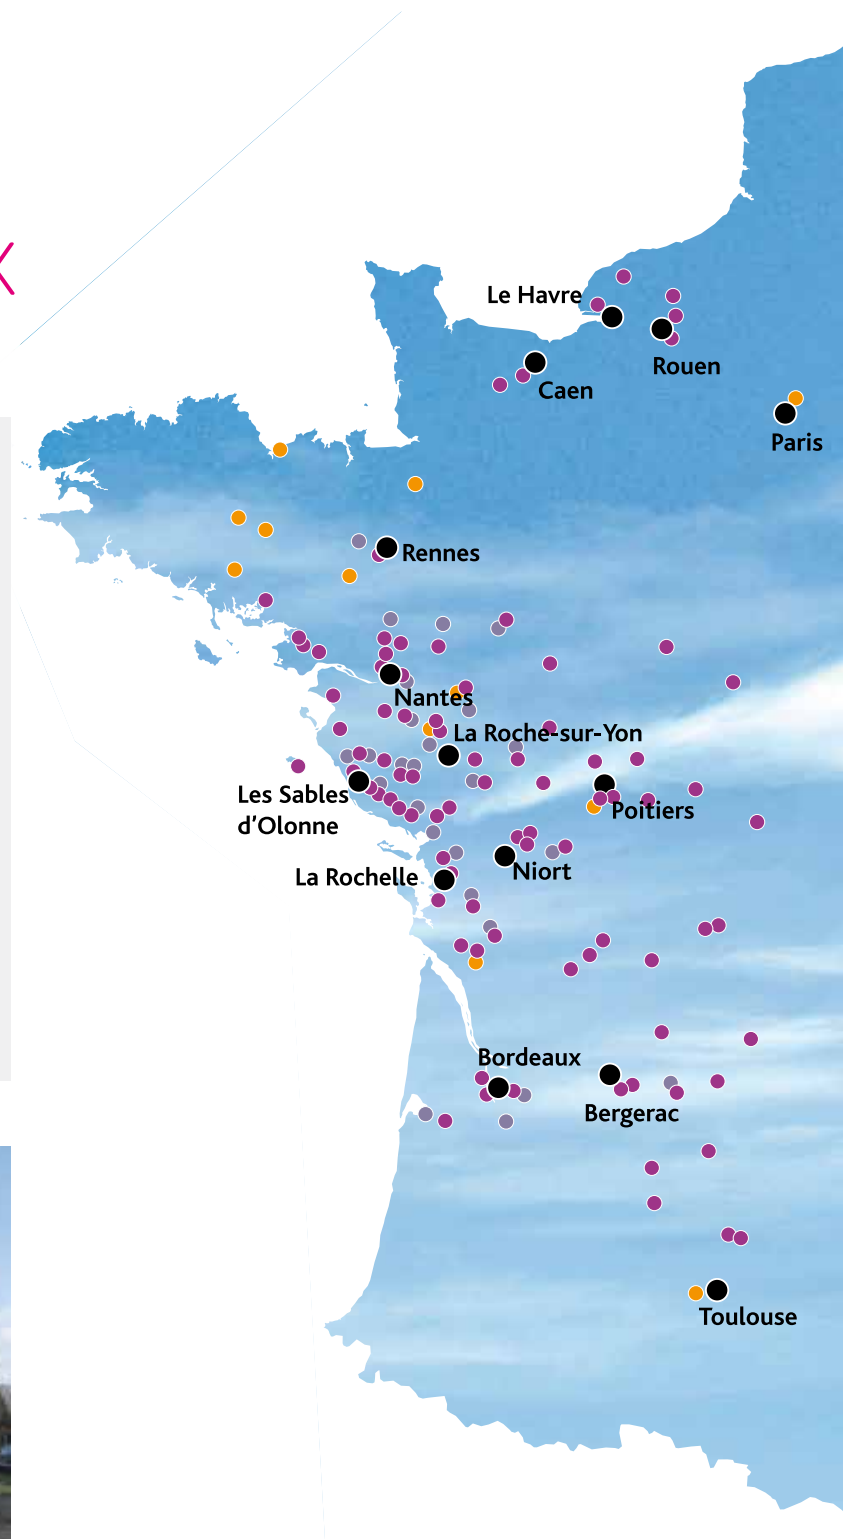 Le Havre
Rouen
Caen
Paris
Rennes
Nantes
La Roche-sur-Yon
Les Sables
d'Olonne
Poitiers
Niort
La Rochelle
Bordeaux
Bergerac
Toulouse